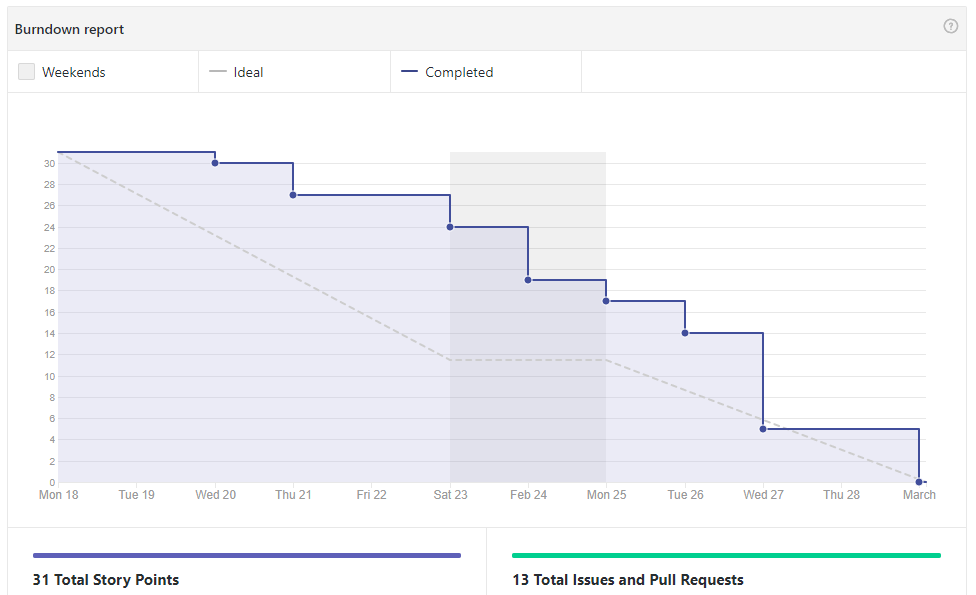 Burndown report
?
Weekends
Ideal
Completed
30
28
26
24
22
20
18
16
14
12
10
8
6
4
2
0
Mon 18 Tue 19 Wed 20 Thu 21 Fri 22 Sat 23 Feb 24 Mon 25 Tue 26 Wed 27 Thu 28 March
31 Total Story Points
13 Total Issues and Pull Requests